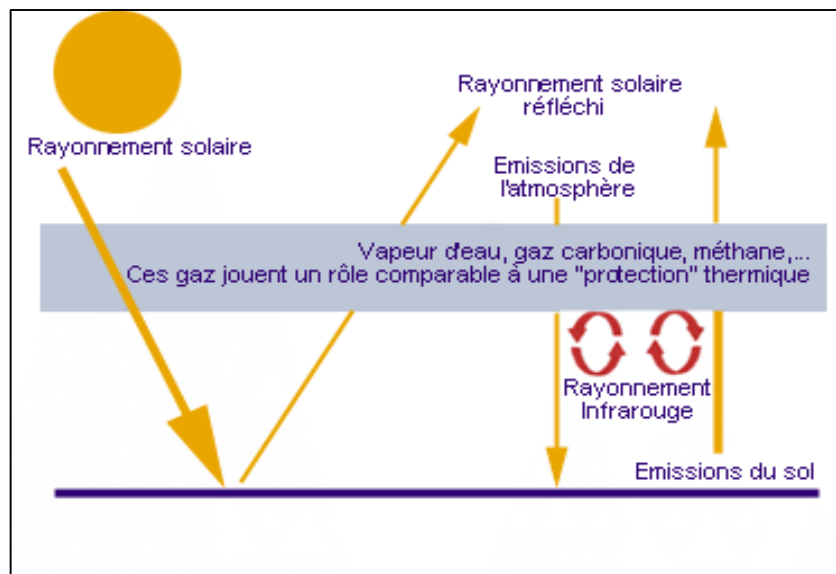 Rayonnement solaire
réfléchi
Rayonnement solaire
Emissions de
l'atmosphère
Vapeur d'eau, gaz carbonique, méthane,...
Ces gaz jouent un rôle comparable à une "protection" thermique
Rayonnement
Infrarouge
Emissions du sol